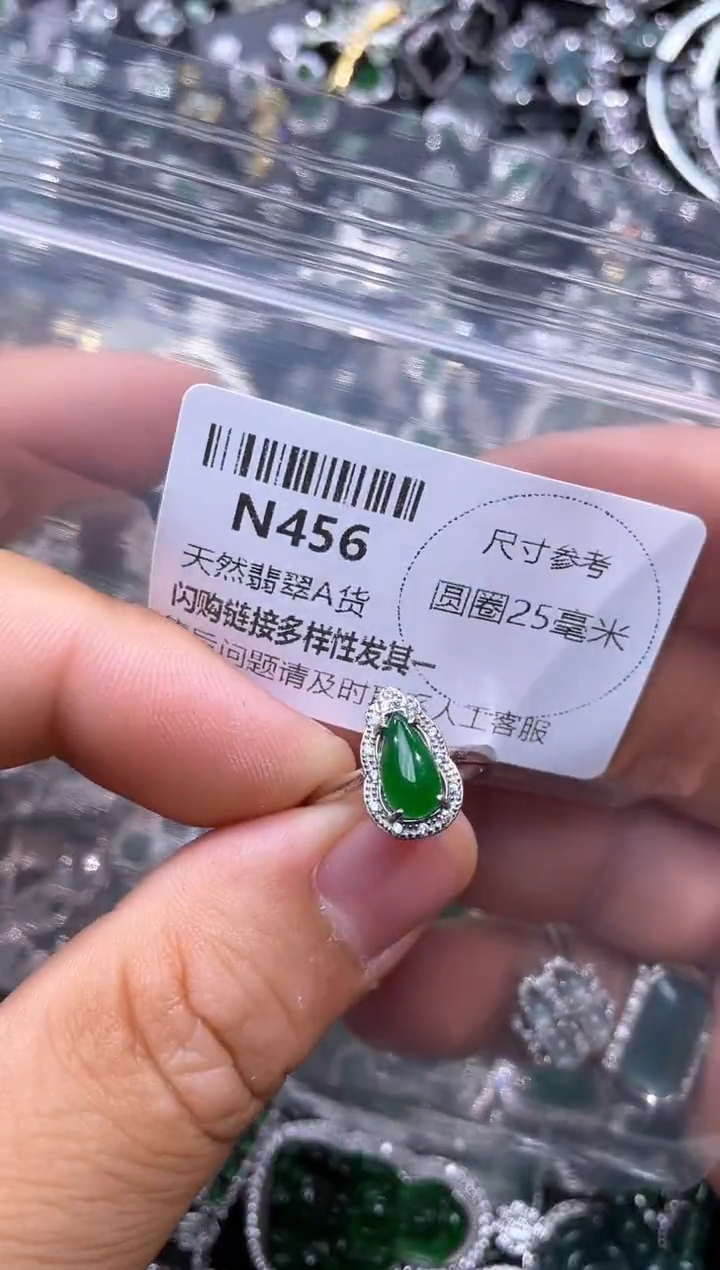 N456
天然翡翠A货
闪购链接多样性发其一
后问题请及时 人工客服
尺寸参考
圆圈25毫米